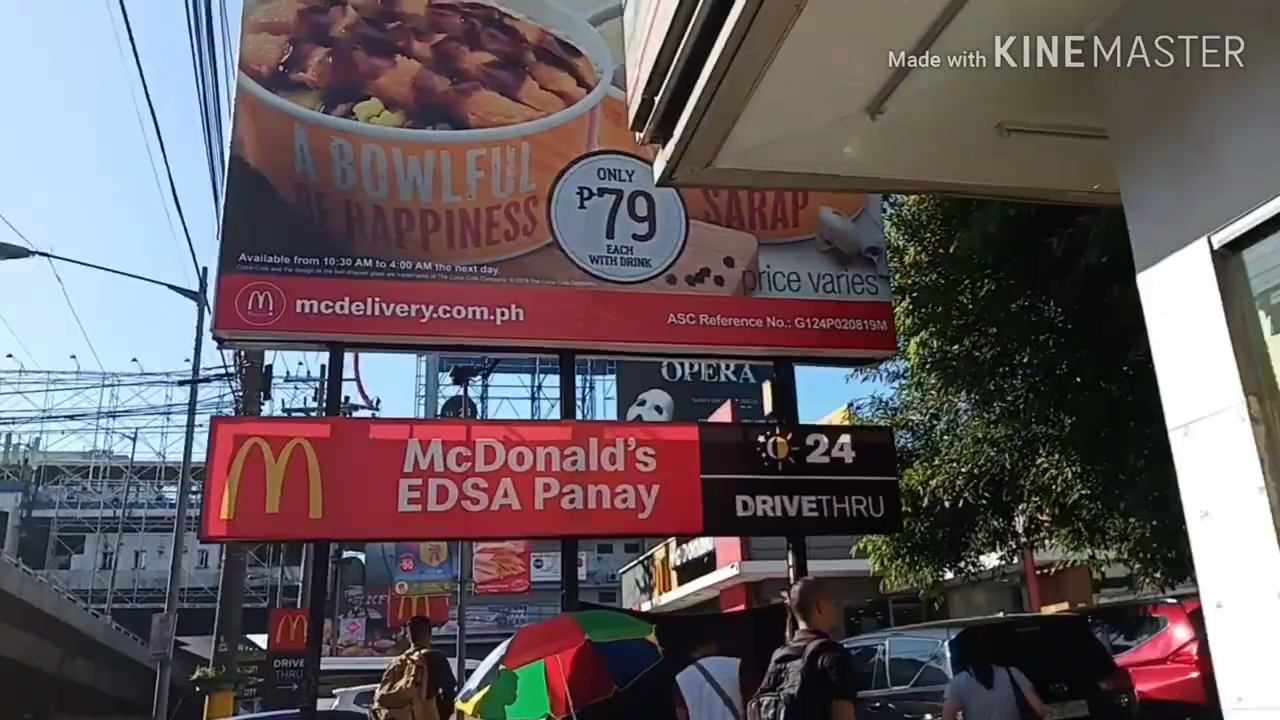 Made with KINEMASTER
A BOWLFUL
OF HAPPINESS
ONLY
₱79
EACH
WITH DRINK
SARAP
price varies
Available from 10:30 AM to 4:00 AM the next day.
mcdelivery.com.ph
ASC Reference No.: G124P020819M
OPERA
McDonald's
EDSA Panay
24
DRIVETHRU
McDonald's
DRIVE
THRU